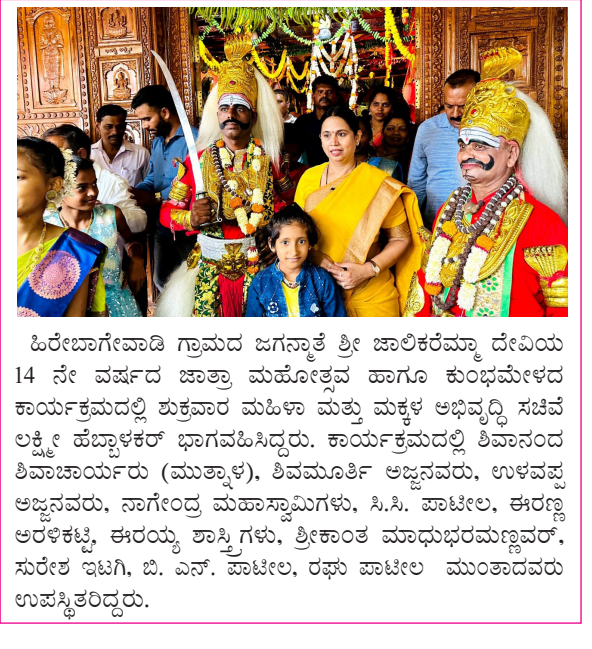 ಹಿರೇಬಾಗೇವಾಡಿ ಗ್ರಾಮದ ಜಗನ್ಮಾತೆ ಶ್ರೀ ಜಾಲಿಕರೆಮ್ಮಾ ದೇವಿಯ
14 ನೇ ವರ್ಷದ ಜಾತ್ರಾ ಮಹೋತ್ಸವ ಹಾಗೂ ಕುಂಭಮೇಳದ
ಕಾರ್ಯಕ್ರಮದಲ್ಲಿ ಶುಕ್ರವಾರ ಮಹಿಳಾ ಮತ್ತು ಮಕ್ಕಳ ಅಭಿವೃದ್ಧಿ ಸಚಿವೆ
ಲಕ್ಷ್ಮೀ ಹೆಬ್ಬಾಳಕರ್ ಭಾಗವಹಿಸಿದ್ದರು. ಕಾರ್ಯಕ್ರಮದಲ್ಲಿ ಶಿವಾನಂದ
ಶಿವಾಚಾರ್ಯರು (ಮುತ್ನಾಳ), ಶಿವಮೂರ್ತಿ ಅಜ್ಜನವರು, ಉಳವಪ್ಪ
ಅಜ್ಜನವರು, ನಾಗೇಂದ್ರ ಮಹಾಸ್ವಾಮಿಗಳು, ಸಿ.ಸಿ. ಪಾಟೀಲ, ಈರಣ್ಣ
ಅರಳಿಕಟ್ಟಿ, ಈರಯ್ಯ ಶಾಸ್ತ್ರಿಗಳು, ಶ್ರೀಕಾಂತ ಮಾಧುಭರಮಣ್ಣವರ್,
ಸುರೇಶ ಇಟಗಿ, ಬಿ. ಎನ್. ಪಾಟೀಲ, ರಘು ಪಾಟೀಲ ಮುಂತಾದವರು
ಉಪಸ್ಥಿತರಿದ್ದರು.